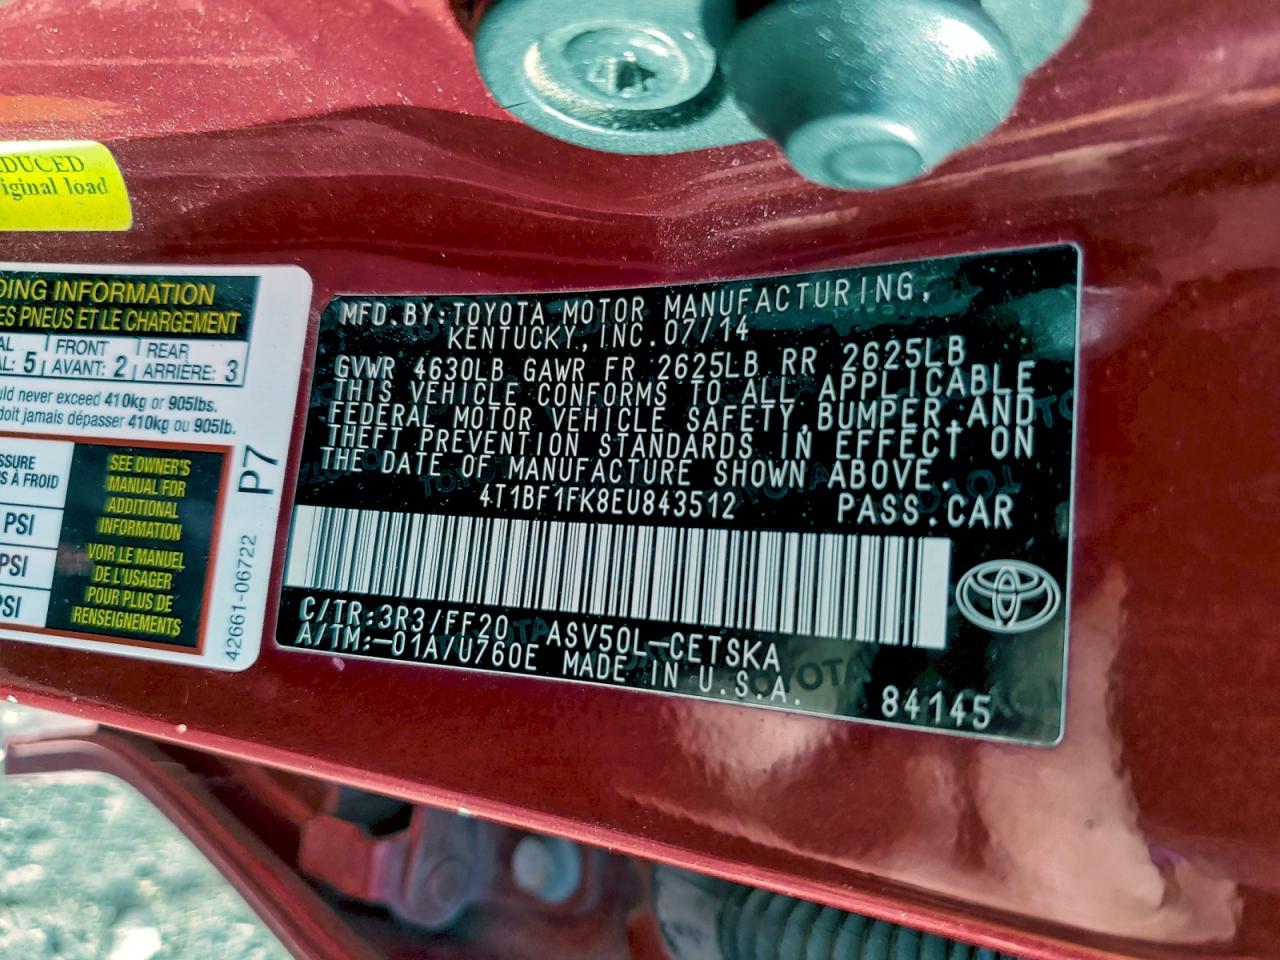 DUCED
iginal load
DING INFORMATION
ES PNEUS ET LE CHARGEMENT
AL FRONT REAR
AL: 5 AVANT: 2 ARRIÈRE: 3
uld never exceed 410kg or 905lbs.
doit jamais dépasser 410kg ou 905lb.
SSURE
S À FROID
PSI
PSI
PSI
SEE OWNER'S
MANUAL FOR
ADDITIONAL
INFORMATION
VOIR LE MANUEL
DE L'USAGER
POUR PLUS DE
RENSEIGNEMENTS
P7
42661-06722
MFD.BY:TOYOTA MOTOR MANUFACTURING,
KENTUCKY,INC.07/14
GVWR 4630LB GAWR FR 2625LB RR 2625LB
THIS VEHICLE CONFORMS TO ALL APPLICABLE
FEDERAL MOTOR VEHICLE SAFETY,BUMPER,AND
THEFT PREVENTION STANDARDS IN EFFECT ON
THE DATE OF MANUFACTURE SHOWN ABOVE.
4T1BF1FK8EU843512 PASS.CAR
C/TR:3R3/FF20 ASV50L-CETSKA
A/TM:-01A/U760E MADE IN U.S.A.
84145